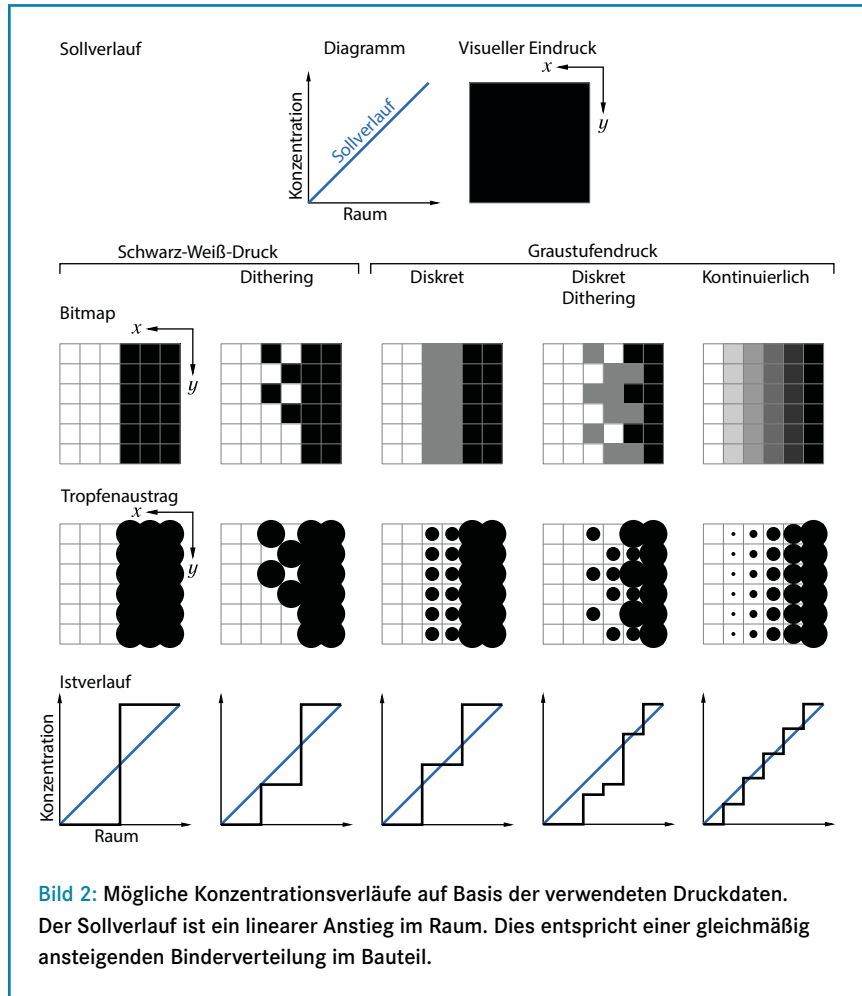 Sollverlauf
Diagramm
Visueller Eindruck
x
y
Konzentration
Sollverlauf
Raum
Schwarz-Weiß-Druck
Graustufendruck
Dithering
Diskret
Diskret
Dithering
Kontinuierlich
Bitmap
x
y
Tropfenaustrag
x
y
Istverlauf
Konzentration
Raum
Bild 2: Mögliche Konzentrationsverläufe auf Basis der verwendeten Druckdaten.
Der Sollverlauf ist ein linearer Anstieg im Raum. Dies entspricht einer gleichmäßig
ansteigenden Binderverteilung im Bauteil.